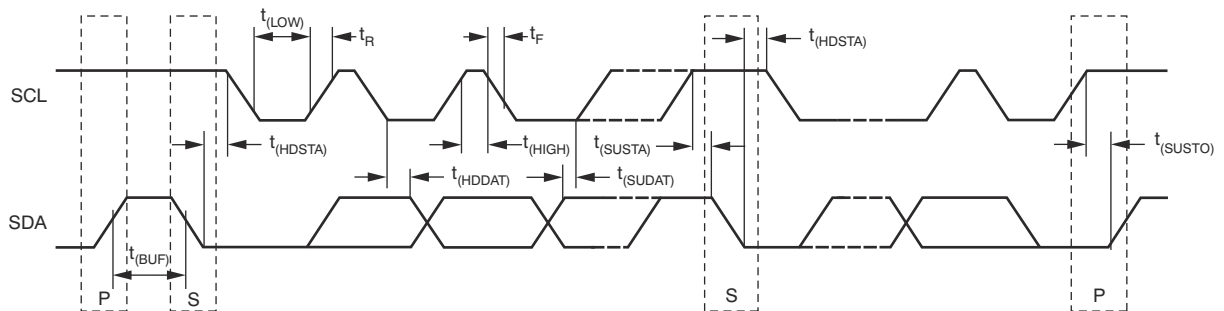 t(LOW)
tR
tF
t(HDSTA)
SCL
t(HDSTA)
t(HIGH)
t(SUSTA)
t(SUSTO)
t(HDDAT)
t(SUDAT)
SDA
t(BUF)
P
S
S
P